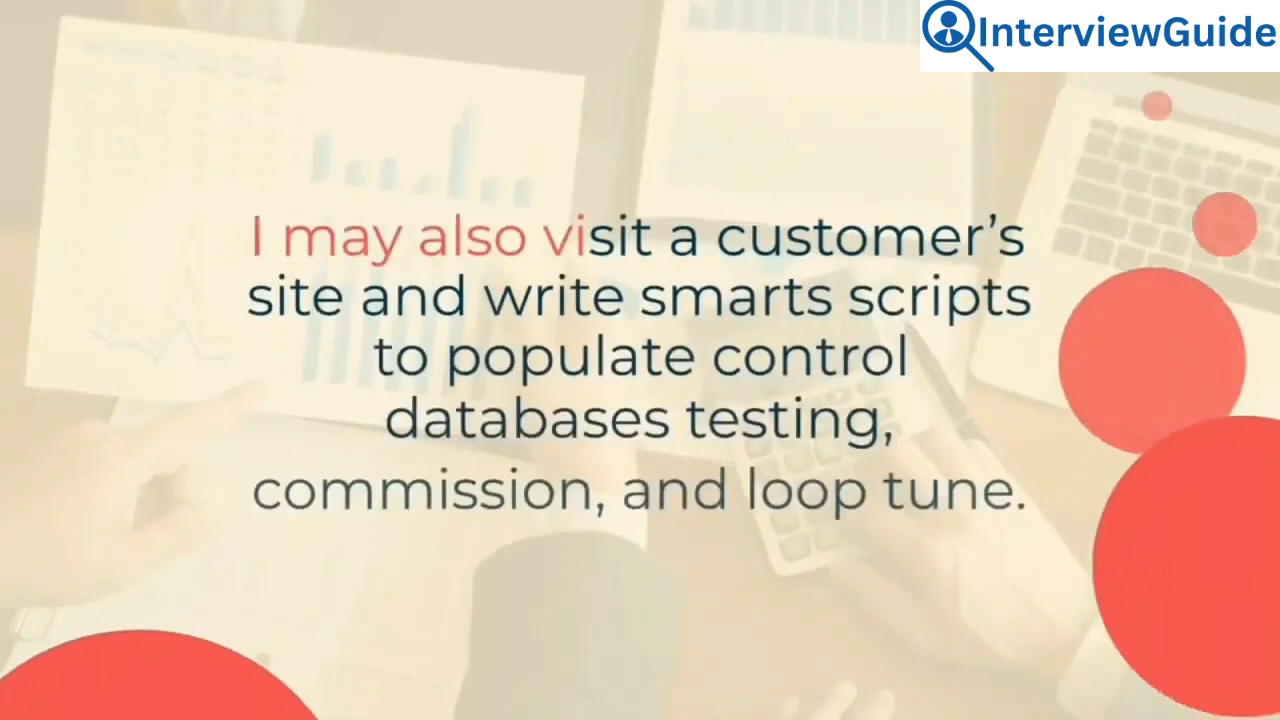 InterviewGuide
I may also visit a customer’s
site and write smarts scripts
to populate control
databases testing,
commission, and loop tune.